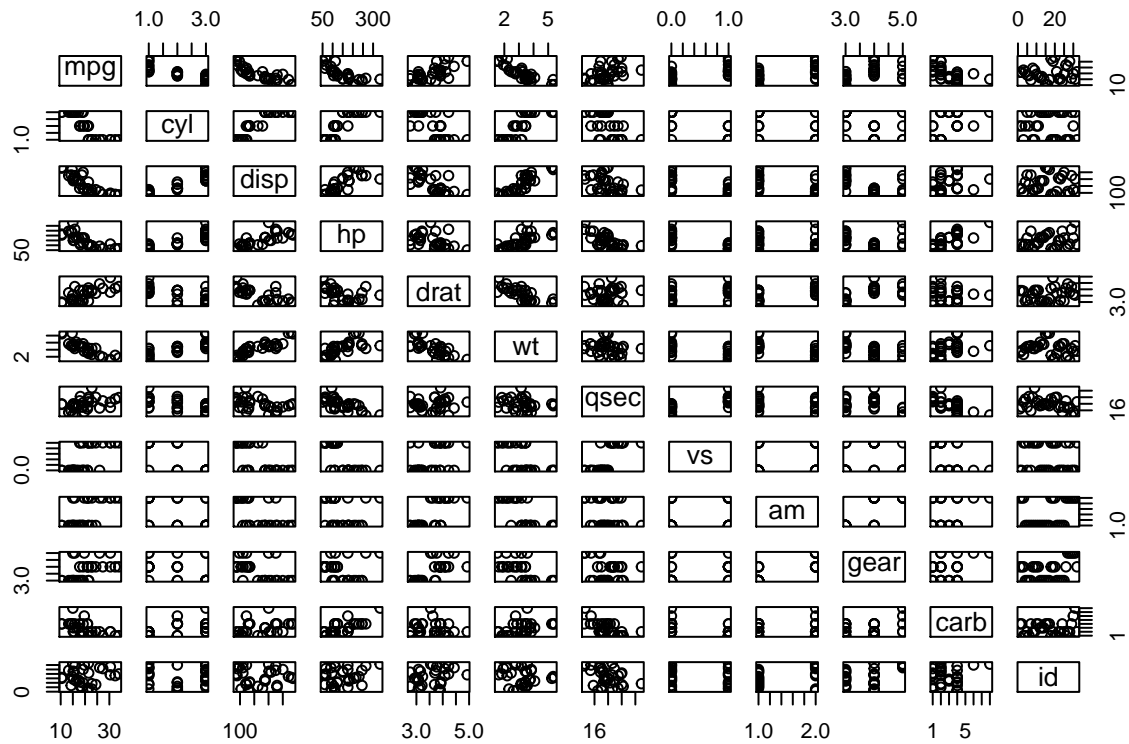 1.0 3.0 50 300 2 5 0.0 1.0 3.0 5.0 0 20
mpg 10
1.0 cyl
disp 100
50 hp
drat 3.0
2 wt
qsec 16
0.0 vs
am 1.0
3.0 gear
carb 1
0 id
10 30 100 3.0 5.0 16 1.0 2.0 1 5